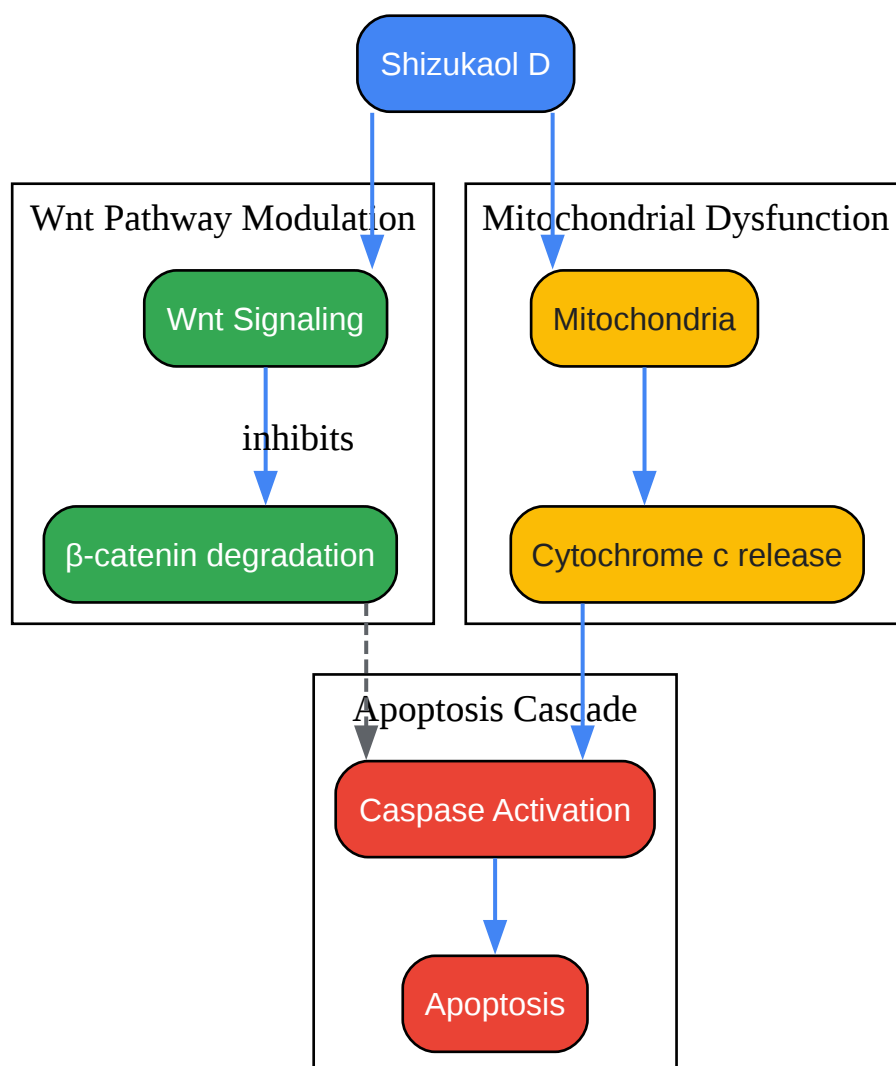 Shizukaol D
Wnt Pathway Modulation
Mitochondrial Dysfunction
Wnt Signaling
Mitochondria
inhibits
β-catenin degradation
Cytochrome c release
Apoptosis Cascade
Caspase Activation
Apoptosis